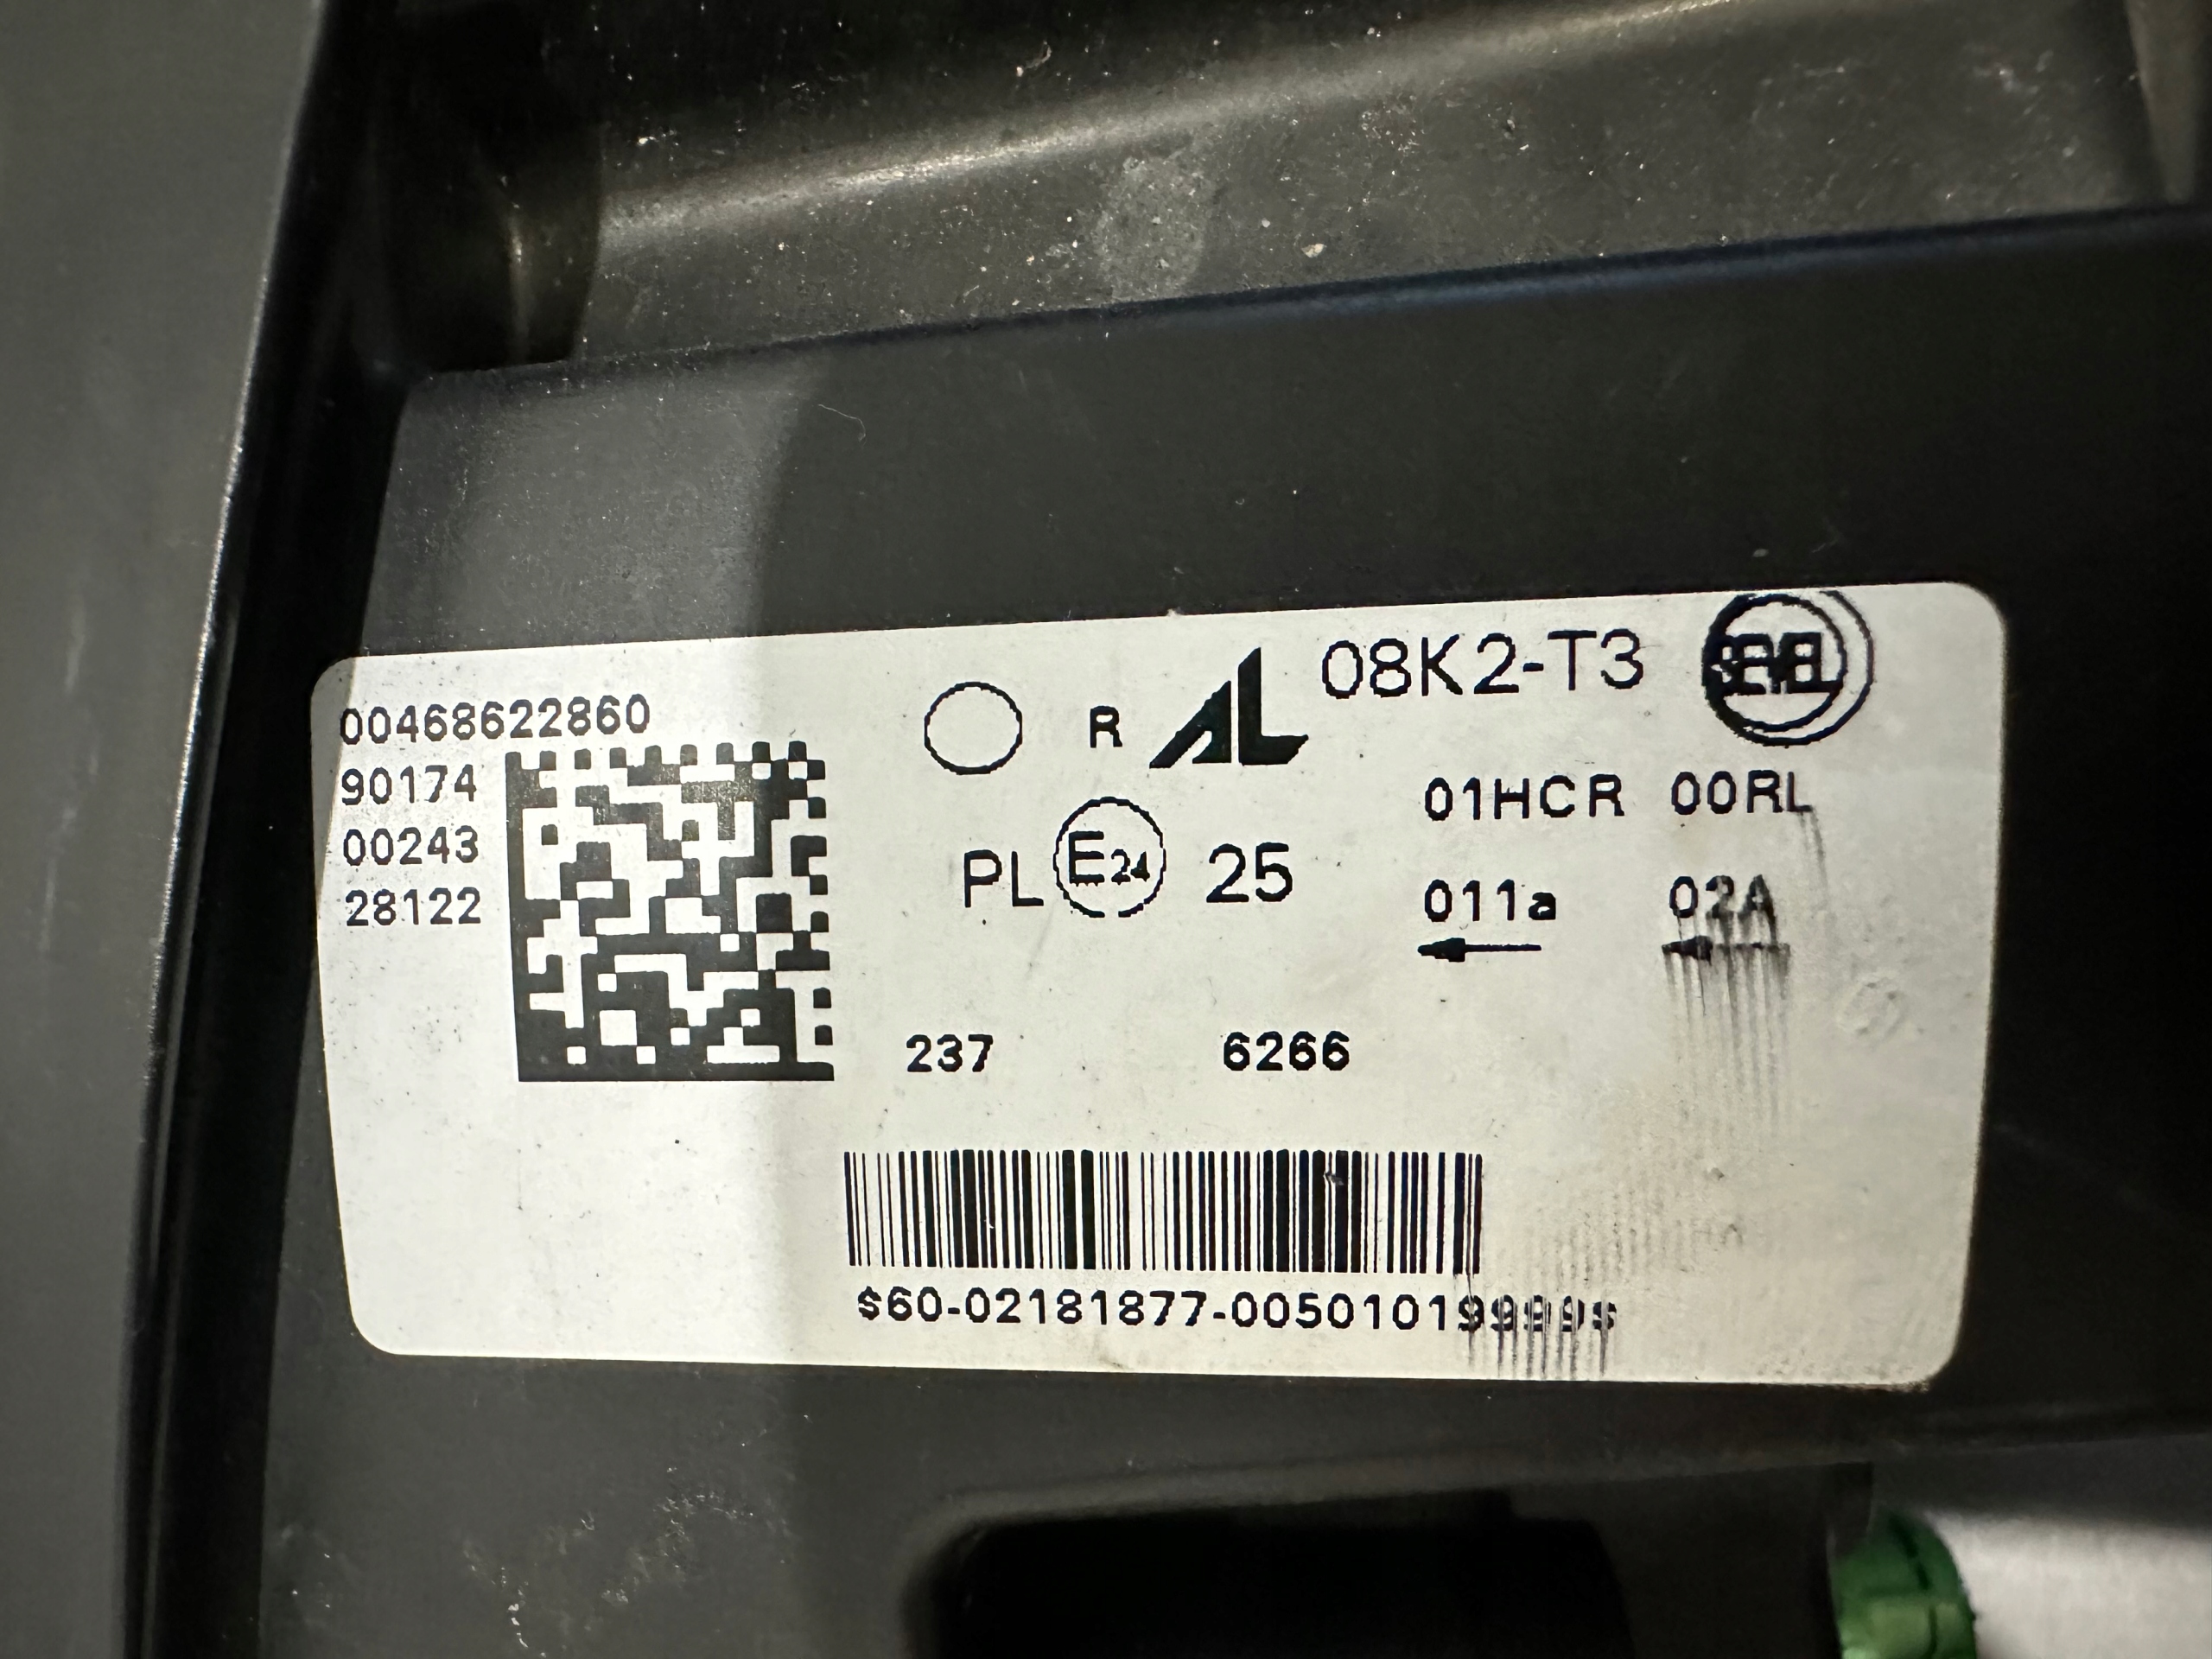 00468622860
90174
00243
28122
R AL 08K2-T3 SEVEL
01HCR 00RL
PL E24 25
011a 02A
237 6266
$60-02181877-00501019999$